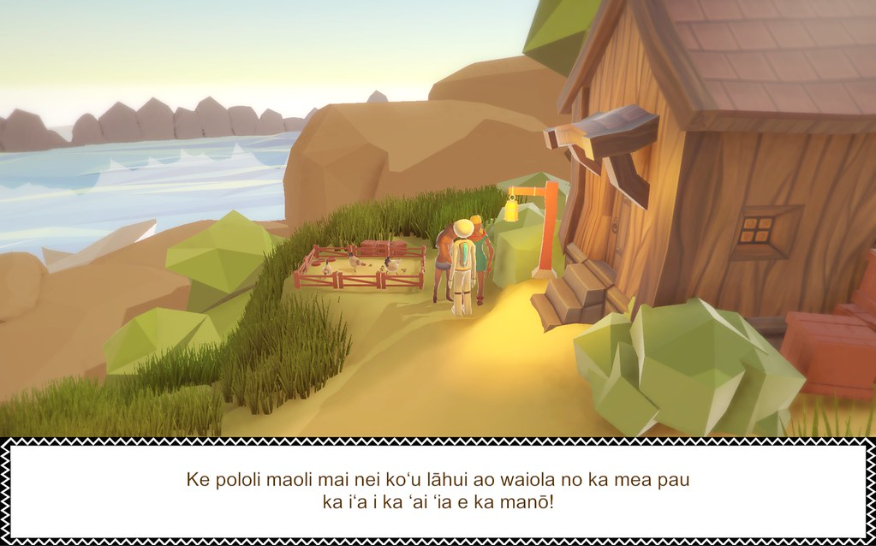 Ke pololi maoli mai nei koʻu lāhui ao waiola no ka mea pau
ka iʻa i ka ʻai ʻia e ka manō!